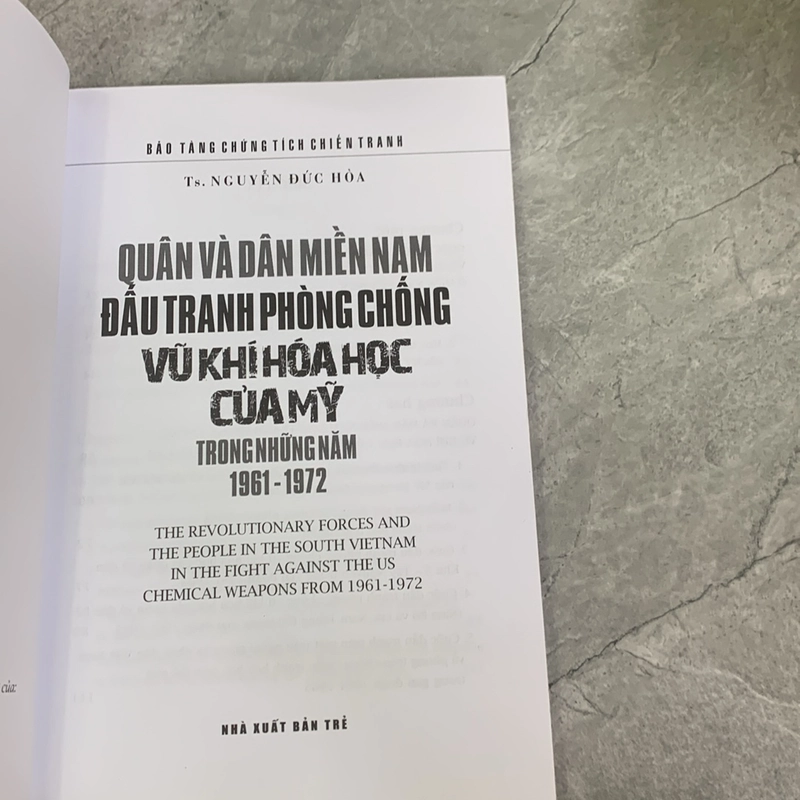 BẢO TÀNG CHỨNG TÍCH CHIẾN TRANH
Ts. NGUYỄN ĐỨC HÒA
QUÂN VÀ DÂN MIỀN NAM
ĐẤU TRANH PHÒNG CHỐNG
VŨ KHÍ HÓA HỌC
CỦA MỸ
TRONG NHỮNG NĂM
1961 - 1972
THE REVOLUTIONARY FORCES AND
THE PEOPLE IN THE SOUTH VIETNAM
IN THE FIGHT AGAINST THE US
CHEMICAL WEAPONS FROM 1961-1972
của:
NHÀ XUẤT BẢN TRẺ